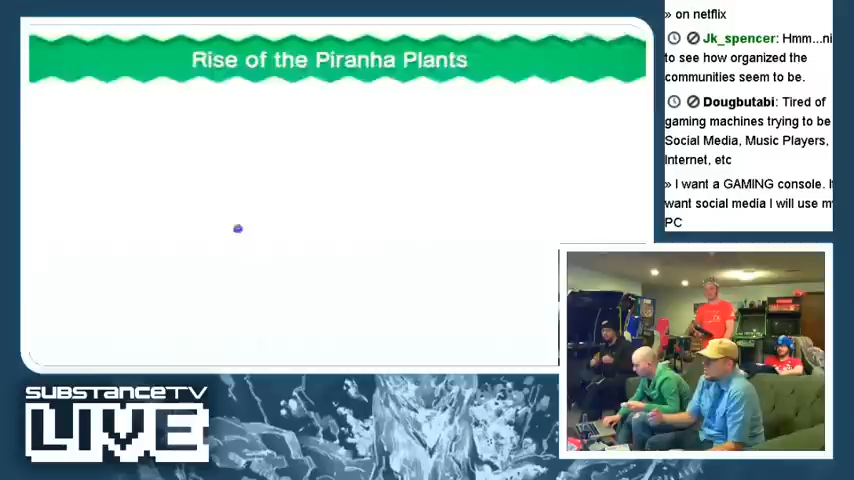 Rise of the Piranha Plants
» on netflix
Jk_spencer: Hmm...ni
to see how organized the
communities seem to be.
Dougbutabi: Tired of
gaming machines trying to be
Social Media, Music Players,
Internet, etc
» I want a GAMING console. If
want social media I will use my
PC
SUBSTANCETV
LIVE